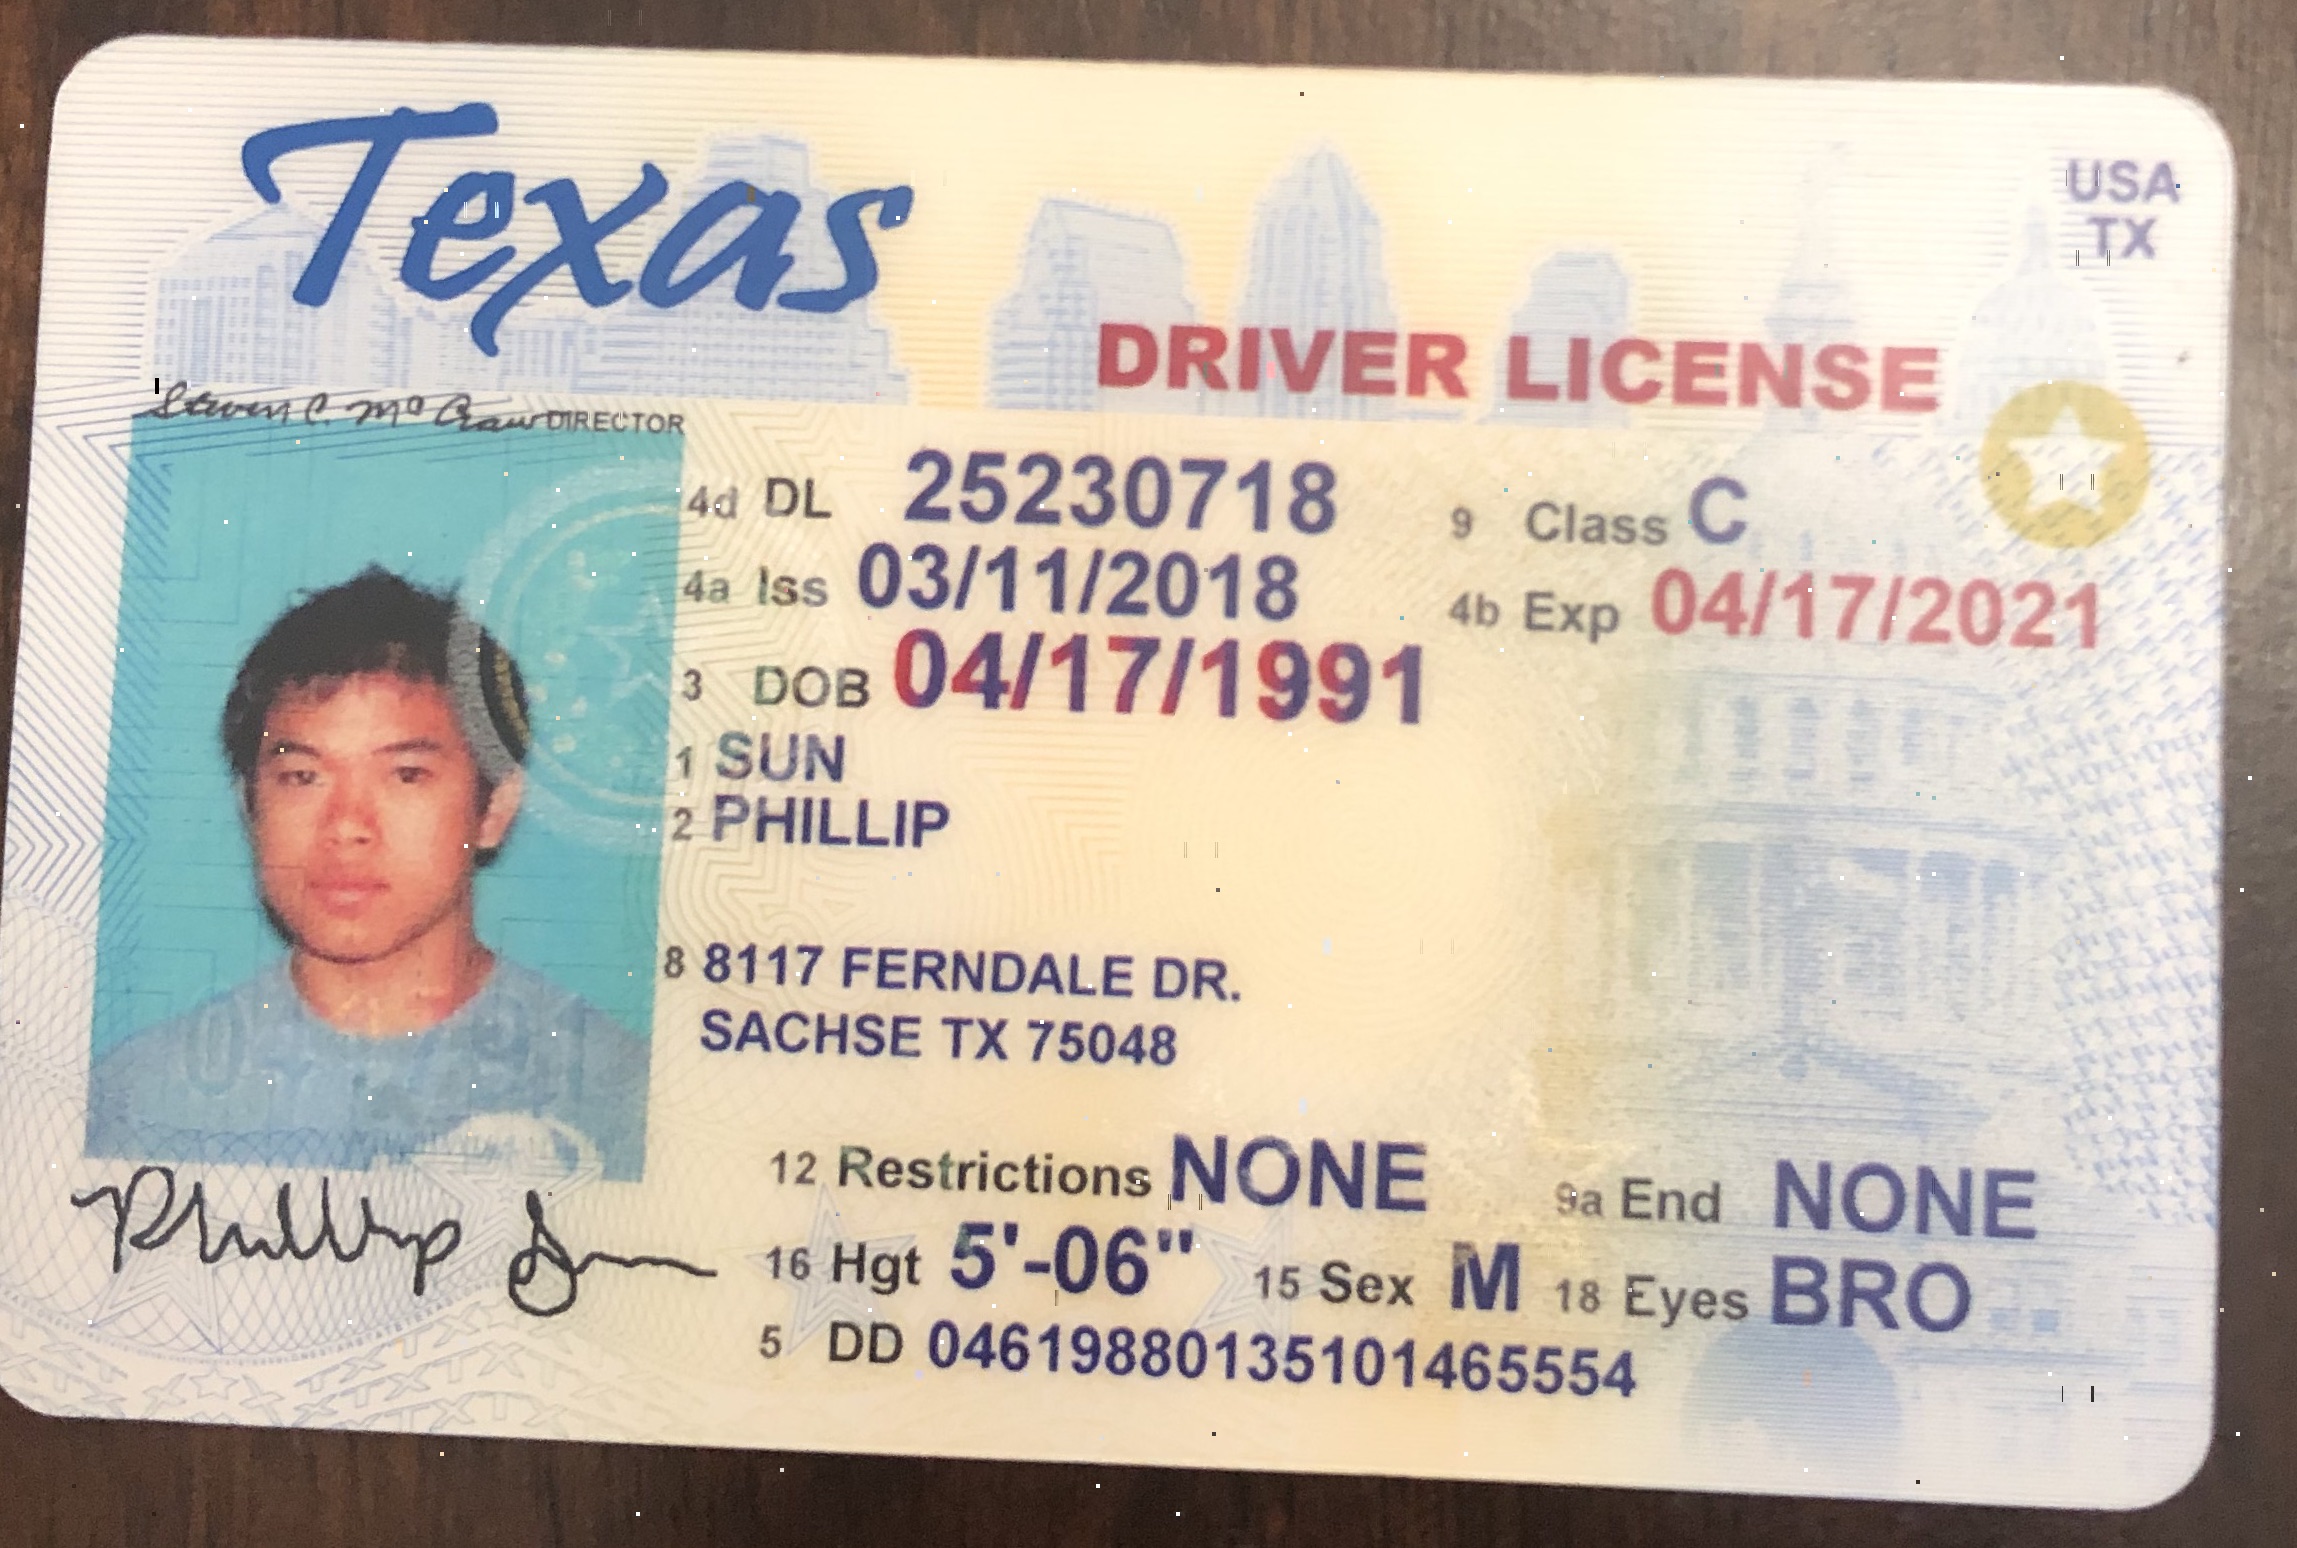 Texas
USA
TX
DRIVER LICENSE
Steven C. McCraw DIRECTOR
4d DL 25230718 9 Class C
4a Iss 03/11/2018 4b Exp 04/17/2021
3 DOB 04/17/1991
1 SUN
2 PHILLIP
8 8117 FERNDALE DR.
SACHSE TX 75048
12 Restrictions NONE 9a End NONE
16 Hgt 5'-06" 15 Sex M 18 Eyes BRO
5 DD 04619880135101465554
Phillip Sun